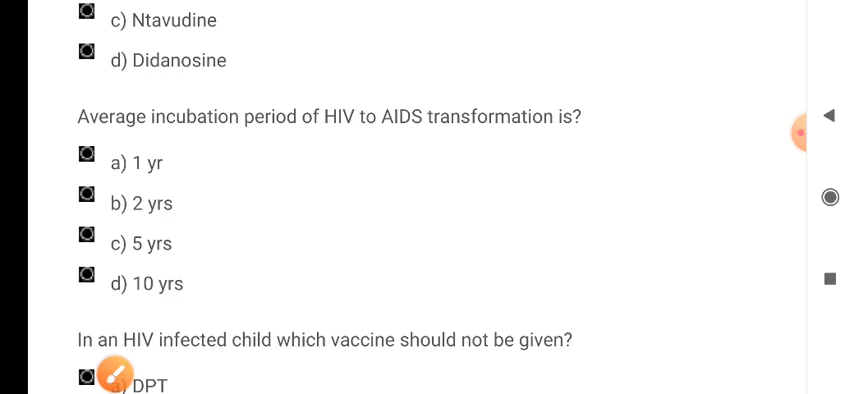 c) Ntavudine
d) Didanosine
Average incubation period of HIV to AIDS transformation is?
a) 1 yr
b) 2 yrs
c) 5 yrs
d) 10 yrs
In an HIV infected child which vaccine should not be given?
a) DPT